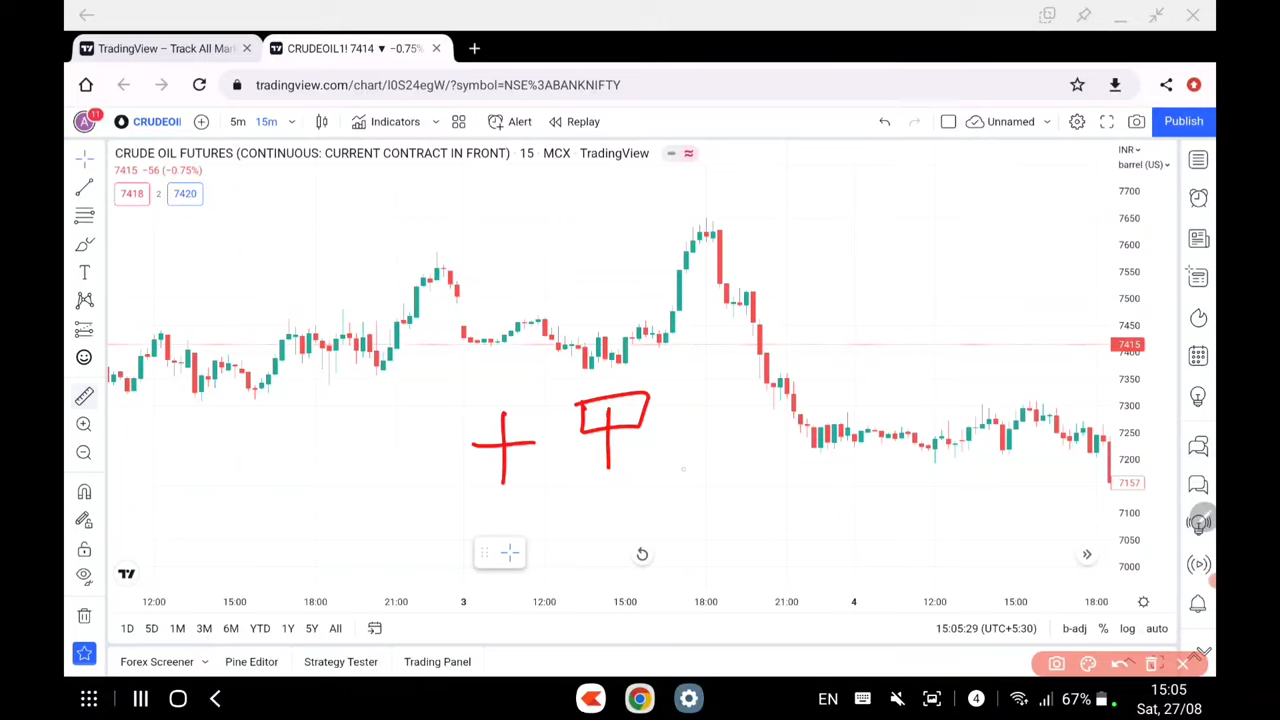 TradingView – Track All Mar
CRUDEOIL1! 7414 ▼ −0.75%
tradingview.com/chart/I0S24egW/?symbol=NSE%3ABANKNIFTY
A
11
CRUDEOI
5m
15m
Indicators
Alert
Replay
Unnamed
Publish
CRUDE OIL FUTURES (CONTINUOUS: CURRENT CONTRACT IN FRONT) · 15 · MCX · TradingView
7415 −56 (−0.75%)
7418
2
7420
INR
barrel (US)
7700
7650
7600
7550
7500
7450
7415
7400
7350
7300
7250
7200
7157
7100
7050
7000
12:00
15:00
18:00
21:00
3
12:00
15:00
18:00
21:00
4
12:00
15:00
18:00
1D 5D 1M 3M 6M YTD 1Y 5Y All
15:05:29 (UTC+5:30)
b-adj % log auto
Forex Screener
Pine Editor
Strategy Tester
Trading Panel
EN
4
67%
15:05
Sat, 27/08